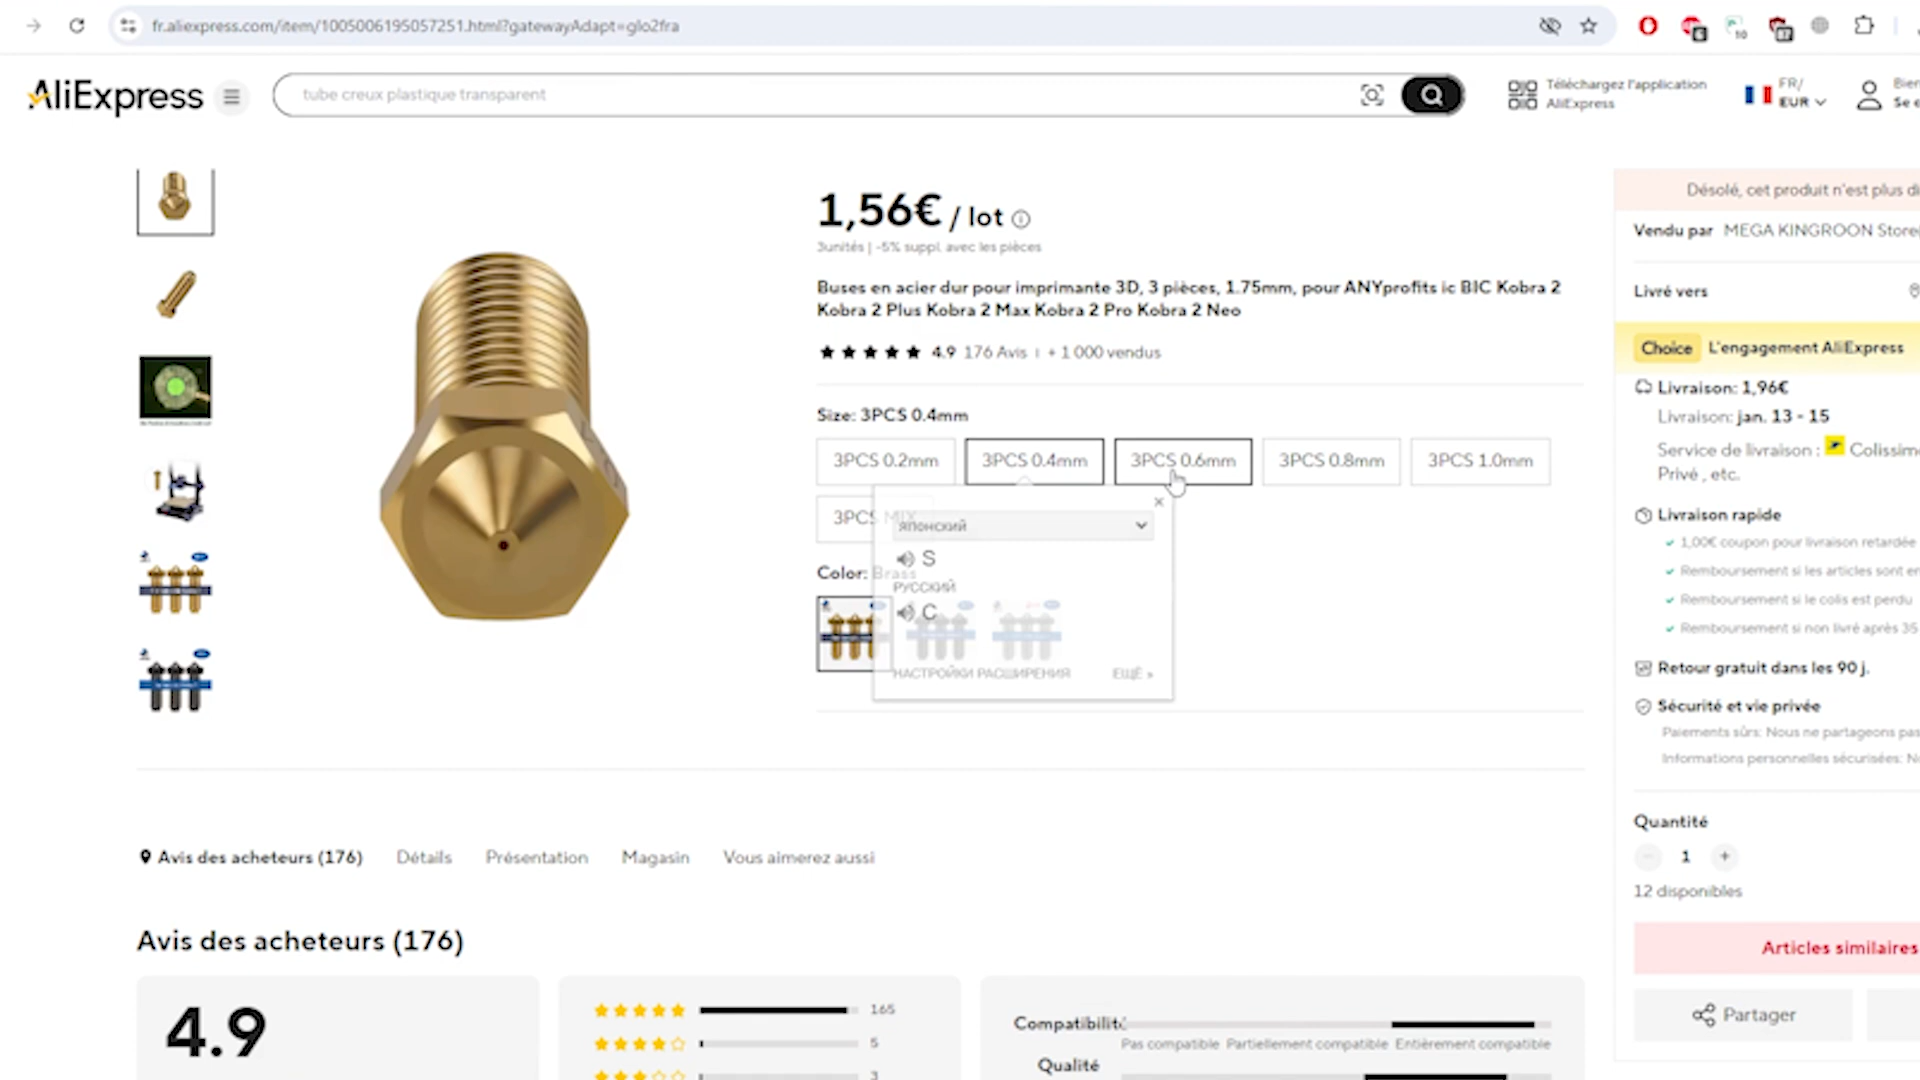 fr.aliexpress.com/item/1005006195057251.html?gatewayAdapt=glo2fra
10
AliExpress
tube creux plastique transparent
Téléchargez l'application
AliExpress
FR/
EUR
Bien
Se
1,56€ / lot
3unités | -5% suppl. avec les pièces
Buses en acier dur pour imprimante 3D, 3 pièces, 1.75mm, pour ANYprofits ic BIC Kobra 2
Kobra 2 Plus Kobra 2 Max Kobra 2 Pro Kobra 2 Neo
4.9 176 Avis | + 1 000 vendus
Size: 3PCS 0.4mm
3PCS 0.2mm
3PCS 0.4mm
3PCS 0.6mm
3PCS 0.8mm
3PCS 1.0mm
3PCS MIX
японский
S
РУССКИЙ
С
НАСТРОЙКИ РАСШИРЕНИЯ
ЕЩЁ »
Color: Brass
Désolé, cet produit n'est plus di
Vendu par MEGA KINGROON Store
Livré vers
Choice L'engagement AliExpress
Livraison: 1,96€
Livraison: jan. 13 - 15
Service de livraison : Colissim
Privé , etc.
Livraison rapide
1,00€ coupon pour livraison retardée
Remboursement si les articles sont en
Remboursement si le colis est perdu
Remboursement si non livré après 35
Retour gratuit dans les 90 j.
Sécurité et vie privée
Paiements sûrs: Nous ne partageons pas
Informations personnelles sécurisées: N
Quantité
1
12 disponibles
Articles similaires
Partager
Avis des acheteurs (176)
Détails
Présentation
Magasin
Vous aimerez aussi
Avis des acheteurs (176)
4.9
165
5
3
Compatibilité
Pas compatible Partiellement compatible Entièrement compatible
Qualité